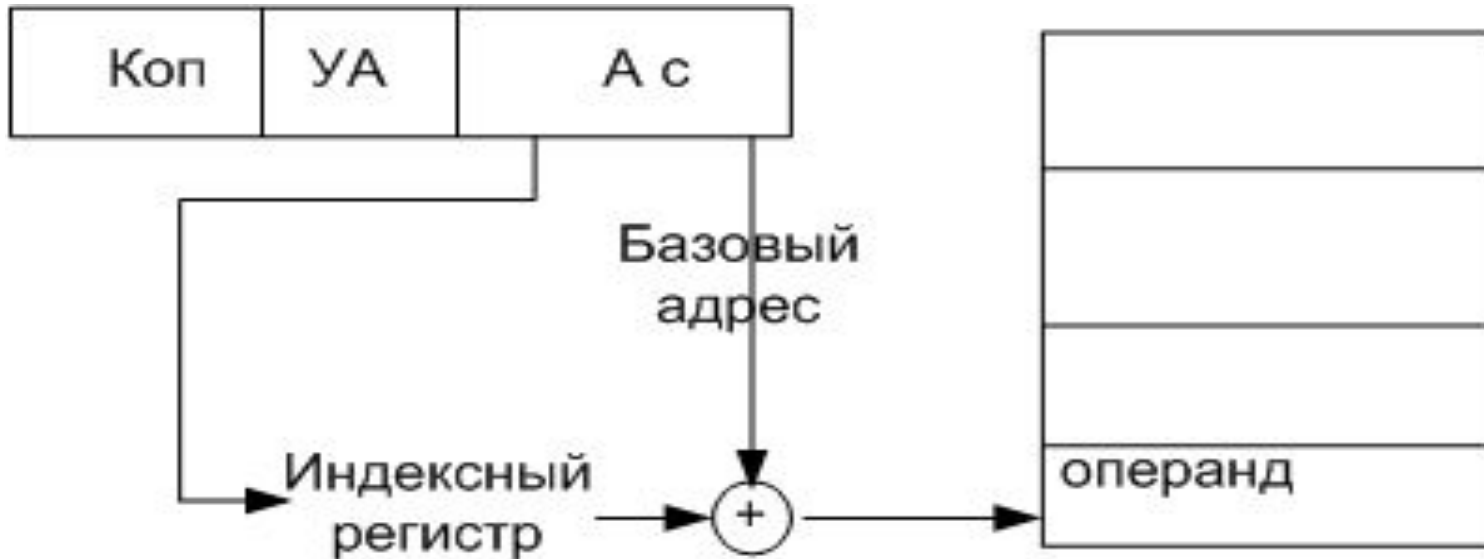 Коп УА А с
Базовый
адрес
Индексный
регистр
+
операнд